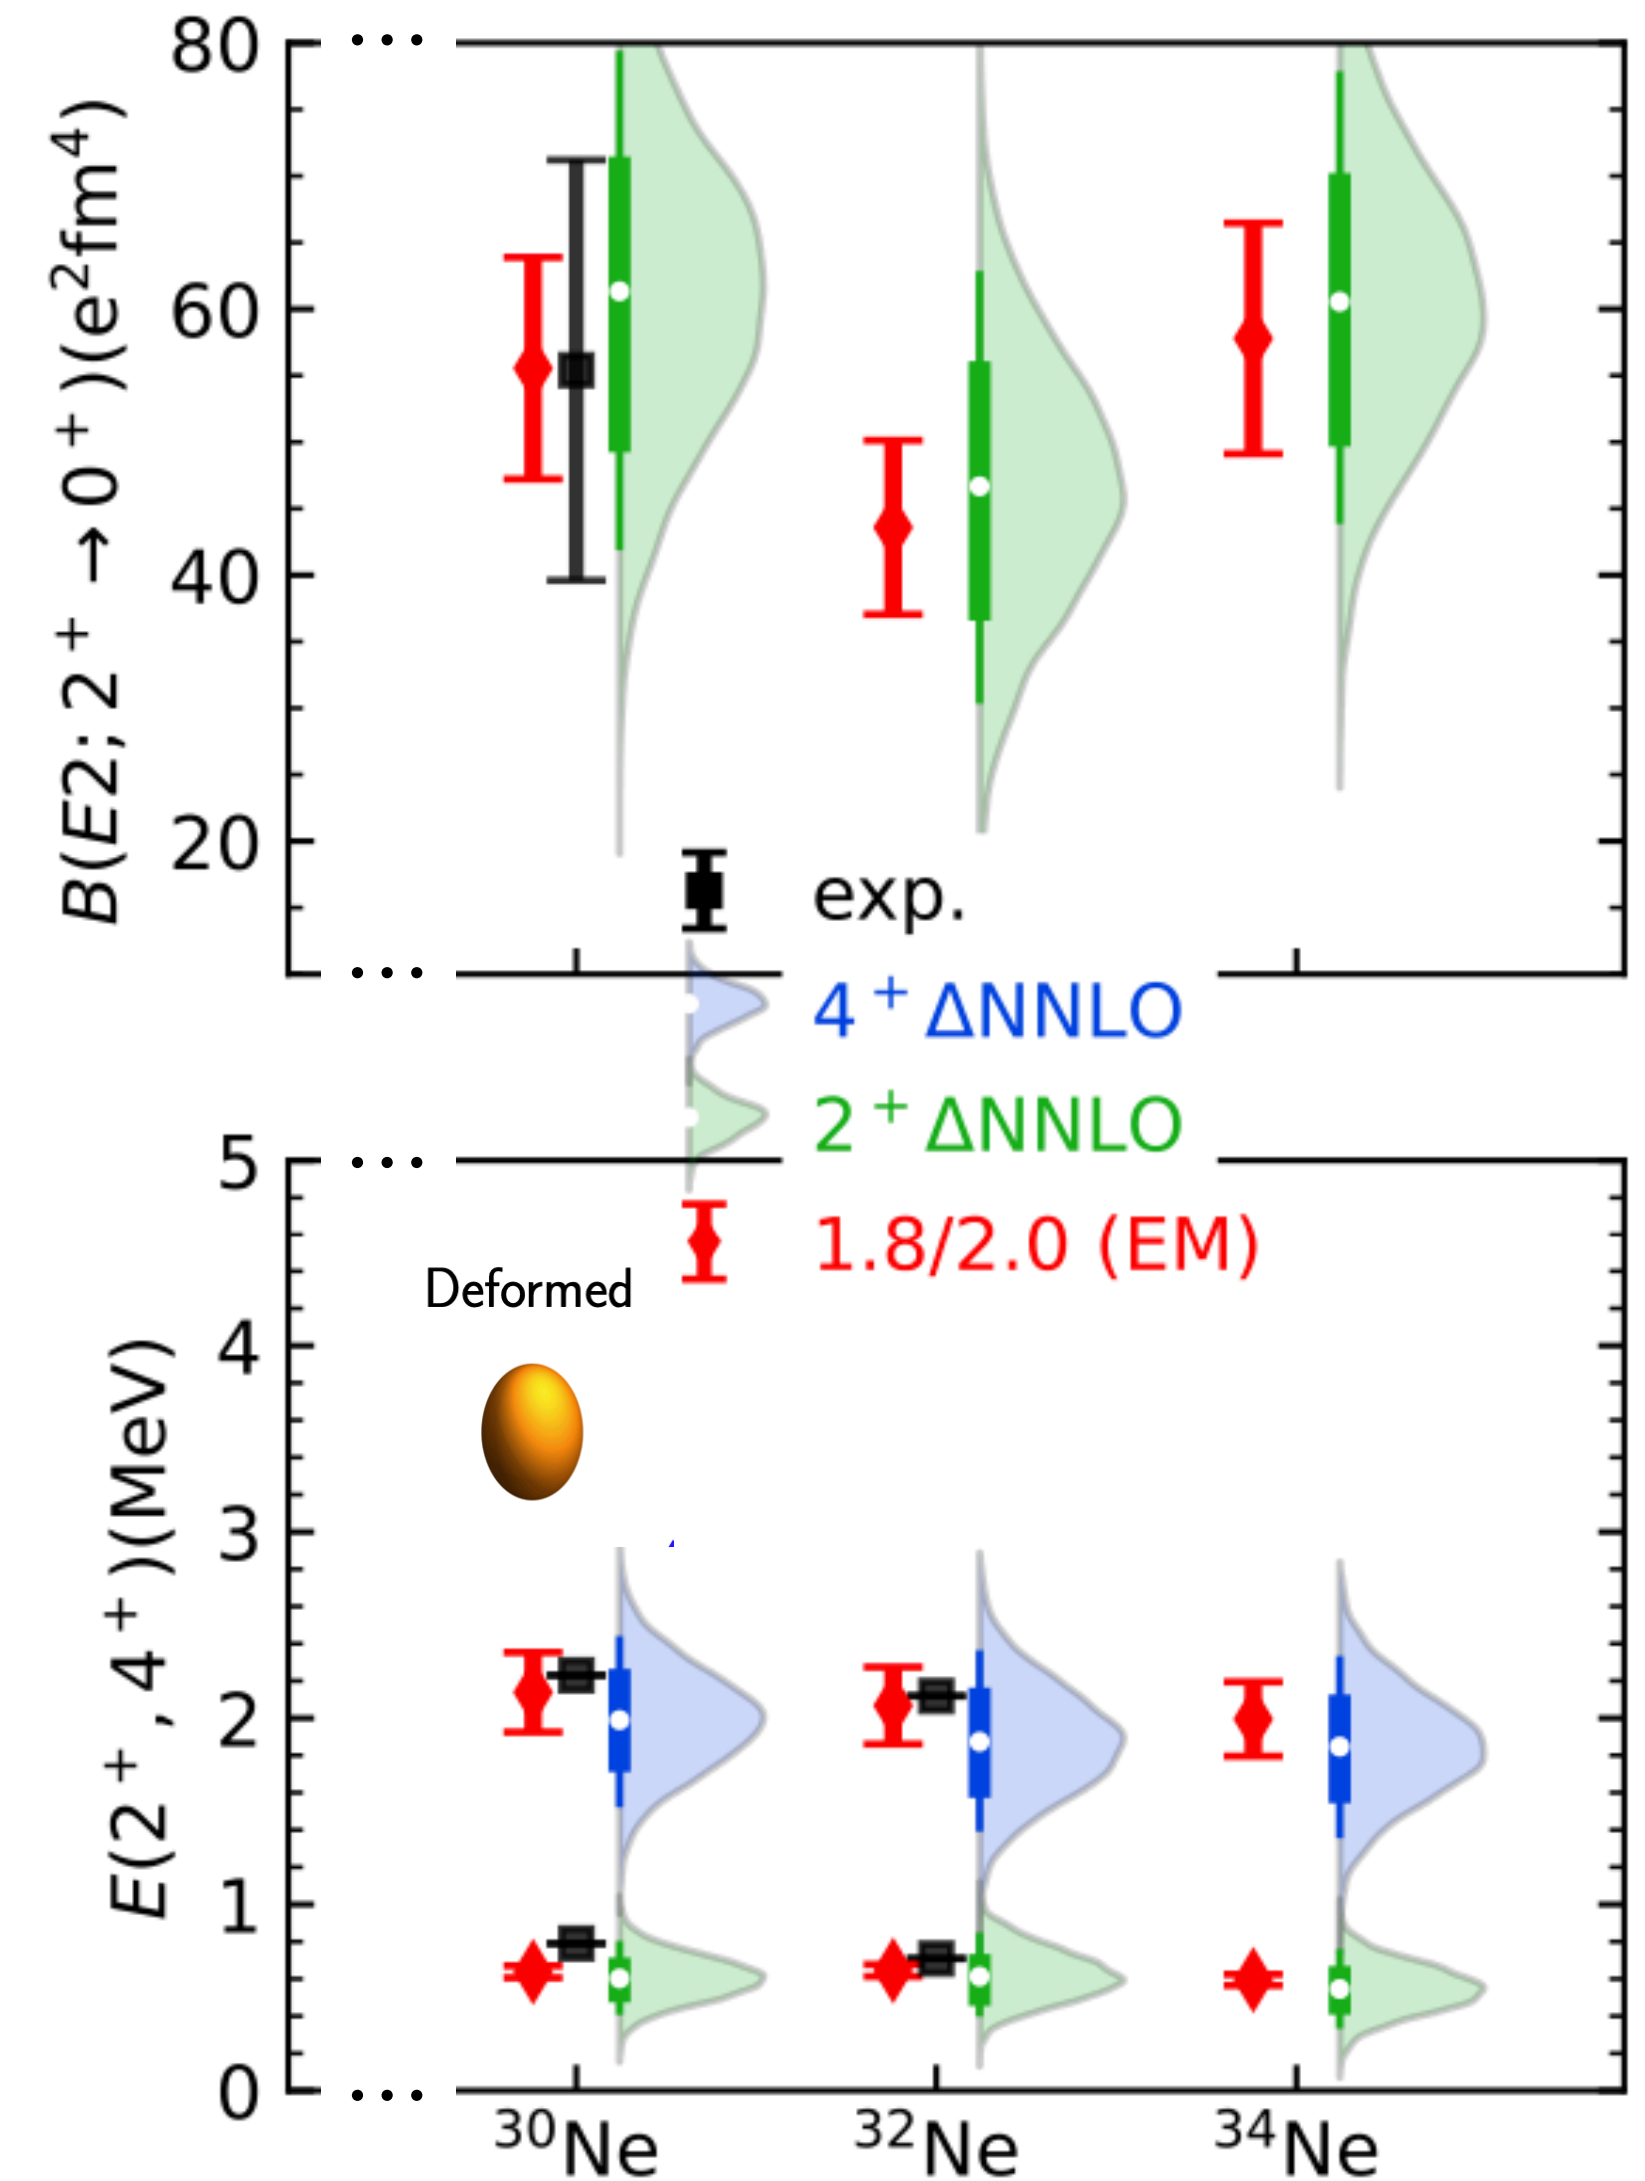 80
60
40
20
B(E2; 2⁺ → 0⁺)(e²fm⁴)
exp.
4⁺ ΔNNLO
2⁺ ΔNNLO
1.8/2.0 (EM)
Deformed
5
4
3
2
1
0
E(2⁺, 4⁺)(MeV)
³⁰Ne
³²Ne
³⁴Ne